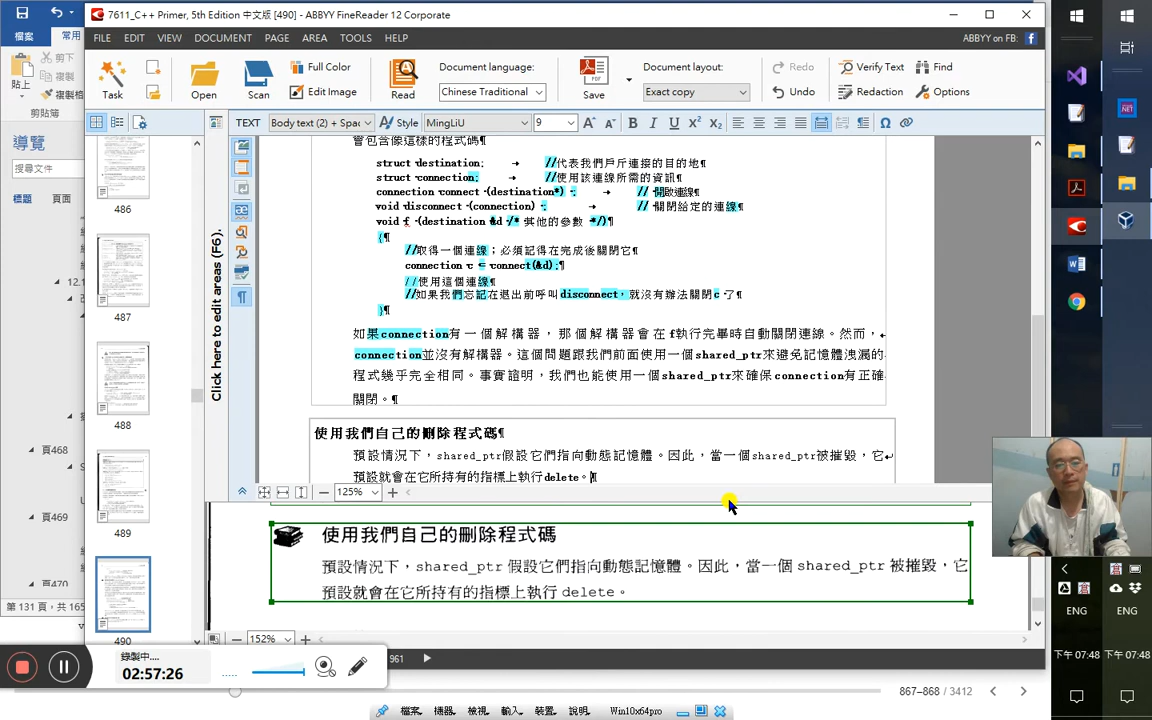 7611_C++ Primer, 5th Edition 中文版 [490] - ABBYY FineReader 12 Corporate
檔案
常用
FILE EDIT VIEW DOCUMENT PAGE AREA TOOLS HELP
ABBYY on FB:
剪下
複製
貼上
複製格
剪貼簿
Task
Open
Scan
Full Color
Edit Image
Read
Document language:
Chinese Traditional
Save
Document layout:
Exact copy
Redo
Undo
Verify Text
Redaction
Find
Options
TEXT
Body text (2) + Spac
Style
MingLiU
9
導覽
搜尋文件
標題
頁面
12.1
頁468
頁469
頁470
第 131 頁，共 165
486
487
488
489
490
Click here to edit areas (F6).
會包含像這樣的程式碼¶
struct destination; → //代表我們戶斤連接的目的地¶
struct connection; → //使用該連線所需的資訊¶
connection connect (destination*) ; → // 開啟連線¶
void disconnect (connection) ; → // 關閉給定的連線¶
void f (destination &d /* 其他的參數 */)¶
{¶
//取得一個連線；必須記得在完成後關閉它¶
connection c = connect(&d);¶
//使用這個連線¶
//如果我們忘記在退出前呼叫disconnect，就沒有辦法關閉c 了¶
}¶
如果connection有一個解構器，那個解構器會在 f執行完畢時自動關閉連線。然而，
connection並沒有解構器。這個問題跟我們前面使用一個shared_ptr來避免記憶體洩漏的
程式幾乎完全相同。事實證明，我們也能使用一個shared_ptr來確保connection有正確
關閉。¶
使用我們自己的刪除程式碼¶
預設情況下，shared_ptr假設它們指向動態記憶體。因此，當一個shared_ptr被摧毀，它
預設就會在它所持有的指標上執行delete。¶
125%
使用我們自己的刪除程式碼
預設情況下，shared_ptr 假設它們指向動態記憶體。因此，當一個 shared_ptr 被摧毀，它
預設就會在它所持有的指標上執行 delete。
152%
961
錄製中....
02:57:26
867–868 / 3412
檔案
機器
檢視
輸入
裝置
說明
Win10x64pro
ENG
ENG
下午 07:48
下午 07:48